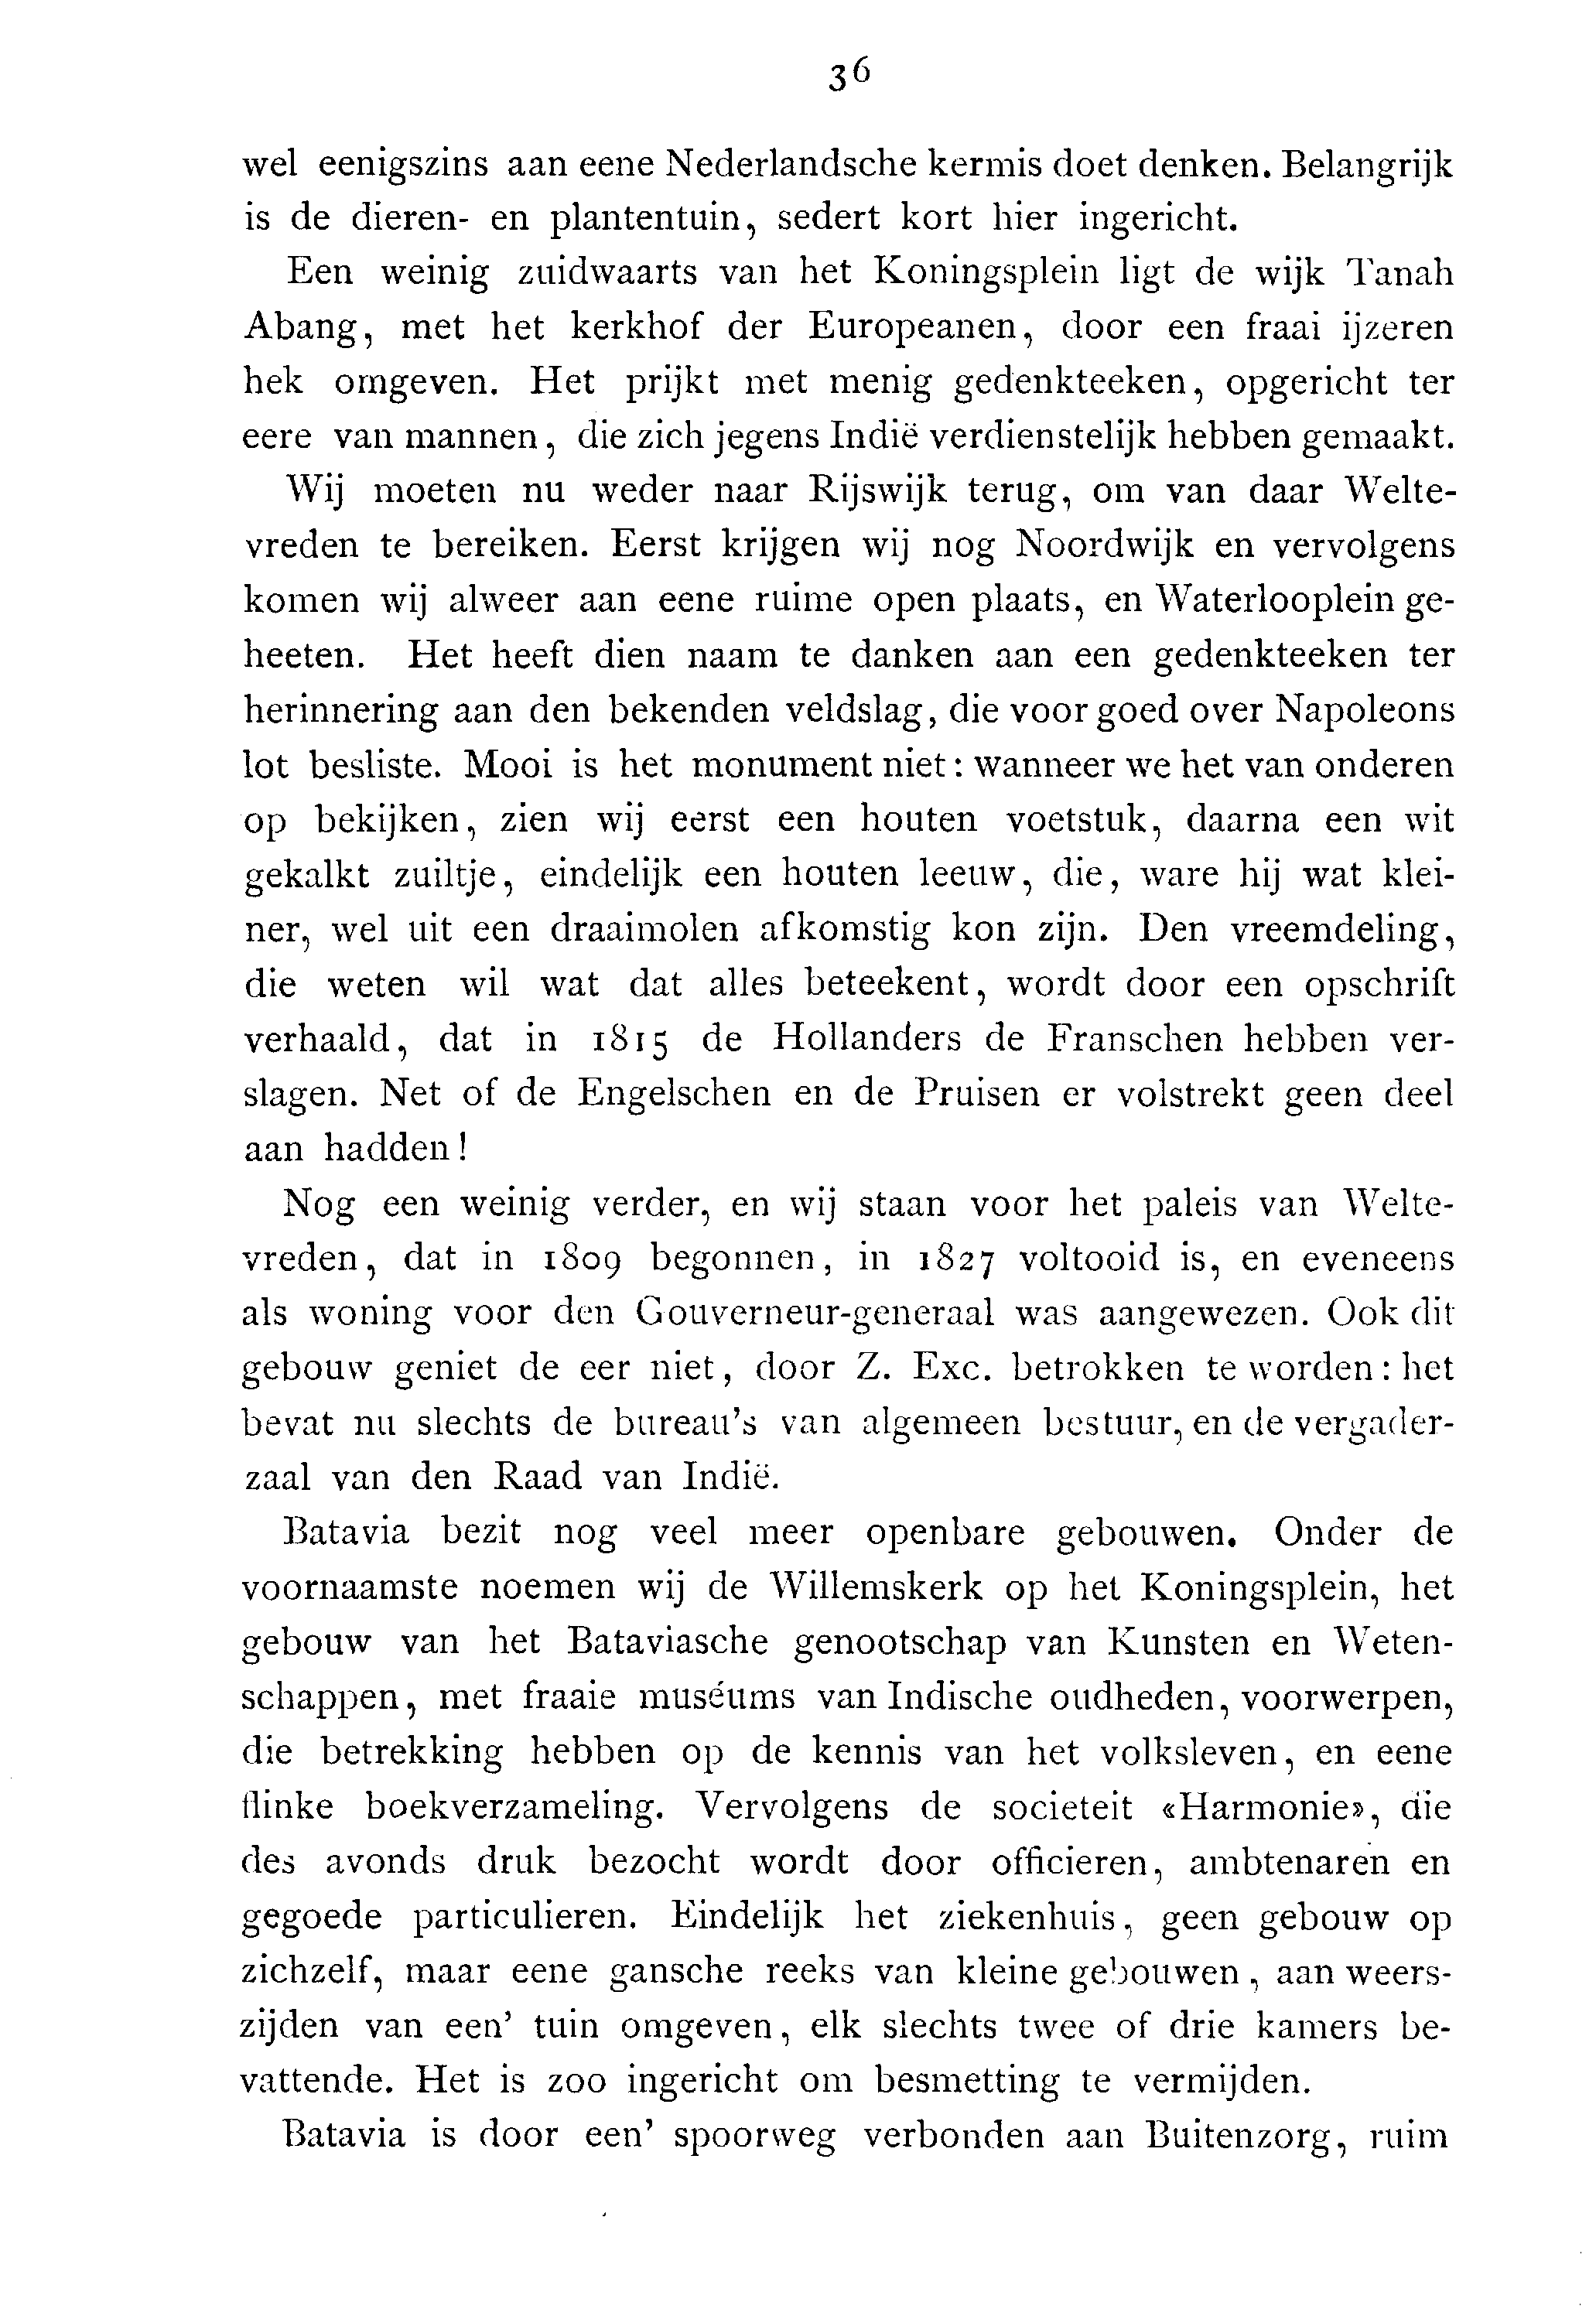 36
wel eenigszins aan eene Nederlandsche kermis doet denken. Belangrijk
is de dieren- en plantentuin, sedert kort hier ingericht.
Een weinig zuidwaarts van het Koningsplein ligt de wijk Tanah
Abang, met het kerkhof der Europeanen, door een fraai ijzeren
hek omgeven. Het prijkt met menig gedenkteeken, opgericht ter
eere van mannen, die zich jegens Indië verdienstelijk hebben gemaakt.
Wij moeten nu weder naar Rijswijk terug, om van daar Welte-
vreden te bereiken. Eerst krijgen wij nog Noordwijk en vervolgens
komen wij alweer aan eene ruime open plaats, en Waterlooplein ge-
heeten. Het heeft dien naam te danken aan een gedenkteeken ter
herinnering aan den bekenden veldslag, die voor goed over Napoleons
lot besliste. Mooi is het monument niet: wanneer we het van onderen
op bekijken, zien wij eerst een houten voetstuk, daarna een wit
gekalkt zuiltje, eindelijk een houten leeuw, die, ware hij wat klei-
ner, wel uit een draaimolen afkomstig kon zijn. Den vreemdeling,
die weten wil wat dat alles beteekent, wordt door een opschrift
verhaald, dat in 1815 de Hollanders de Franschen hebben ver-
slagen. Net of de Engelschen en de Pruisen er volstrekt geen deel
aan hadden!
Nog een weinig verder, en wij staan voor het paleis van Welte-
vreden, dat in 1809 begonnen, in 1827 voltooid is, en eveneens
als woning voor den Gouverneur-generaal was aangewezen. Ook dit
gebouw geniet de eer niet, door Z. Exc. betrokken te worden: het
bevat nu slechts de bureau's van algemeen bestuur, en de vergader-
zaal van den Raad van Indië.
Batavia bezit nog veel meer openbare gebouwen. Onder de
voornaamste noemen wij de Willemskerk op het Koningsplein, het
gebouw van het Bataviasche genootschap van Kunsten en Weten-
schappen, met fraaie muséums van Indische oudheden, voorwerpen,
die betrekking hebben op de kennis van het volksleven, en eene
flinke boekverzameling. Vervolgens de societeit «Harmonie», die
des avonds druk bezocht wordt door officieren, ambtenaren en
gegoede particulieren. Eindelijk het ziekenhuis, geen gebouw op
zichzelf, maar eene gansche reeks van kleine gebouwen, aan weers-
zijden van een' tuin omgeven, elk slechts twee of drie kamers be-
vattende. Het is zoo ingericht om besmetting te vermijden.
Batavia is door een' spoorweg verbonden aan Buitenzorg, ruim